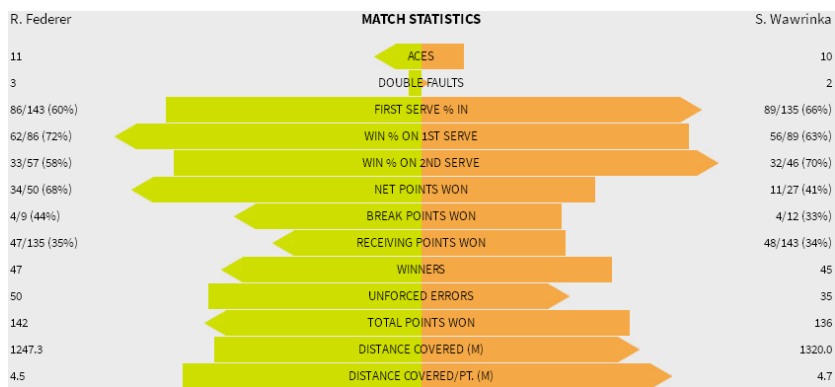 R. Federer MATCH STATISTICS S. Wawrinka
11 ACES 10
3 DOUBLE FAULTS 2
86/143 (60%) FIRST SERVE % IN 89/135 (66%)
62/86 (72%) WIN % ON 1ST SERVE 56/89 (63%)
33/57 (58%) WIN % ON 2ND SERVE 32/46 (70%)
34/50 (68%) NET POINTS WON 11/27 (41%)
4/9 (44%) BREAK POINTS WON 4/12 (33%)
47/135 (35%) RECEIVING POINTS WON 48/143 (34%)
47 WINNERS 45
50 UNFORCED ERRORS 35
142 TOTAL POINTS WON 136
1247.3 DISTANCE COVERED (M) 1320.0
4.5 DISTANCE COVERED/PT. (M) 4.7